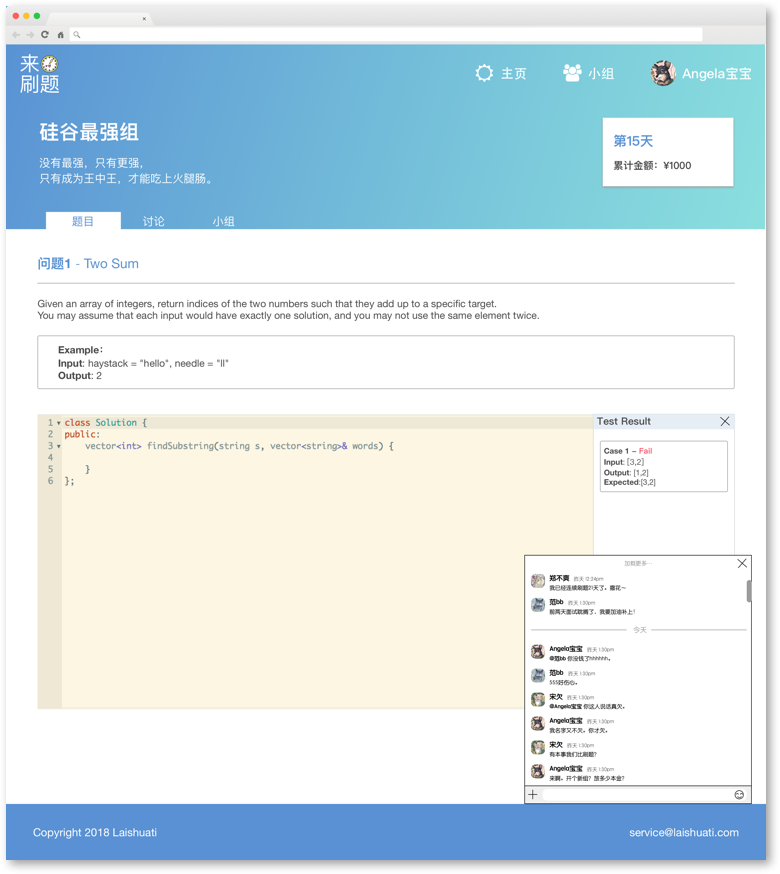 来
刷题
主页
小组
Angela宝宝
硅谷最强组
没有最强，只有更强，
只有成为王中王，才能吃上火腿肠。
第15天
累计金额：¥1000
题目
讨论
小组
问题1 - Two Sum
Given an array of integers, return indices of the two numbers such that they add up to a specific target.
You may assume that each input would have exactly one solution, and you may not use the same element twice.
Example：
Input: haystack = "hello", needle = "ll"
Output: 2
1 class Solution {
2 public:
3     vector<int> findSubstring(string s, vector<string>& words) {
4
5     }
6 };
Test Result
Case 1 – Fail
Input: [3,2]
Output: [1,2]
Expected:[3,2]
加载更多…
郑不爽 昨天 12:24pm
我已经连续刷题21天了。撒花～
范bb 昨天 1:30pm
前两天面试跪了，我要加油补上！
今天
Angela宝宝 昨天 1:30pm
@范bb 你没钱了hhhhhh。
范bb 昨天 1:30pm
555好伤心。
宋欠 昨天 1:30pm
@Angela宝宝 你这人说话真欠。
Angela宝宝 昨天 1:30pm
我名字又不欠。你才欠。
宋欠 昨天 1:30pm
有本事我们比刷题?
Angela宝宝 昨天 1:30pm
来啊。开个新组？放多少本金?
Copyright 2018 Laishuati
service@laishuati.com